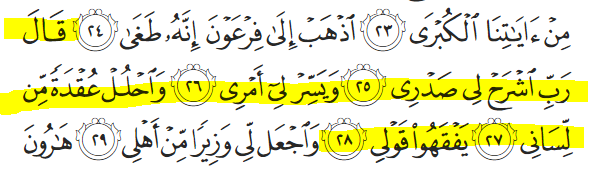 مِنْ ءَايَٰتِنَا ٱلْكُبْرَى ٢٣ ٱذْهَبْ إِلَىٰ فِرْعَوْنَ إِنَّهُۥ طَغَىٰ ٢٤ قَالَ
رَبِّ ٱشْرَحْ لِى صَدْرِى ٢٥ وَيَسِّرْ لِىٓ أَمْرِى ٢٦ وَٱحْلُلْ عُقْدَةً مِّن
لِّسَانِى ٢٧ يَفْقَهُوا۟ قَوْلِى ٢٨ وَٱجْعَل لِّى وَزِيرًا مِّنْ أَهْلِى ٢٩ هَٰرُونَ